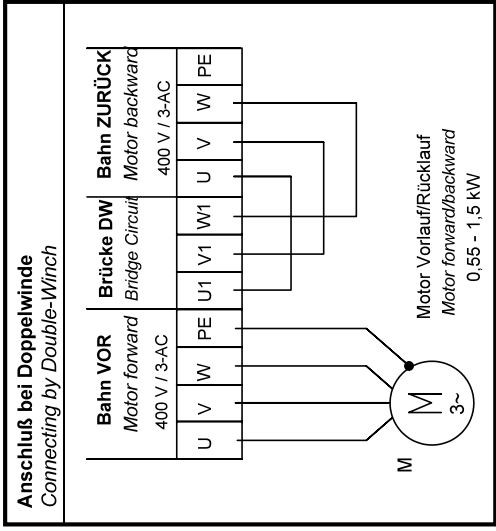 Anschluß bei Doppelwinde
Connecting by Double-Winch
Bahn VOR
Motor forward
400 V / 3-AC
Brücke DW
Bridge Circuit
Bahn ZURÜCK
Motor backward
400 V / 3-AC
U V W PE U1 V1 W1 U V W PE
M
M
3~
Motor Vorlauf/Rücklauf
Motor forward/backward
0,55 - 1,5 kW